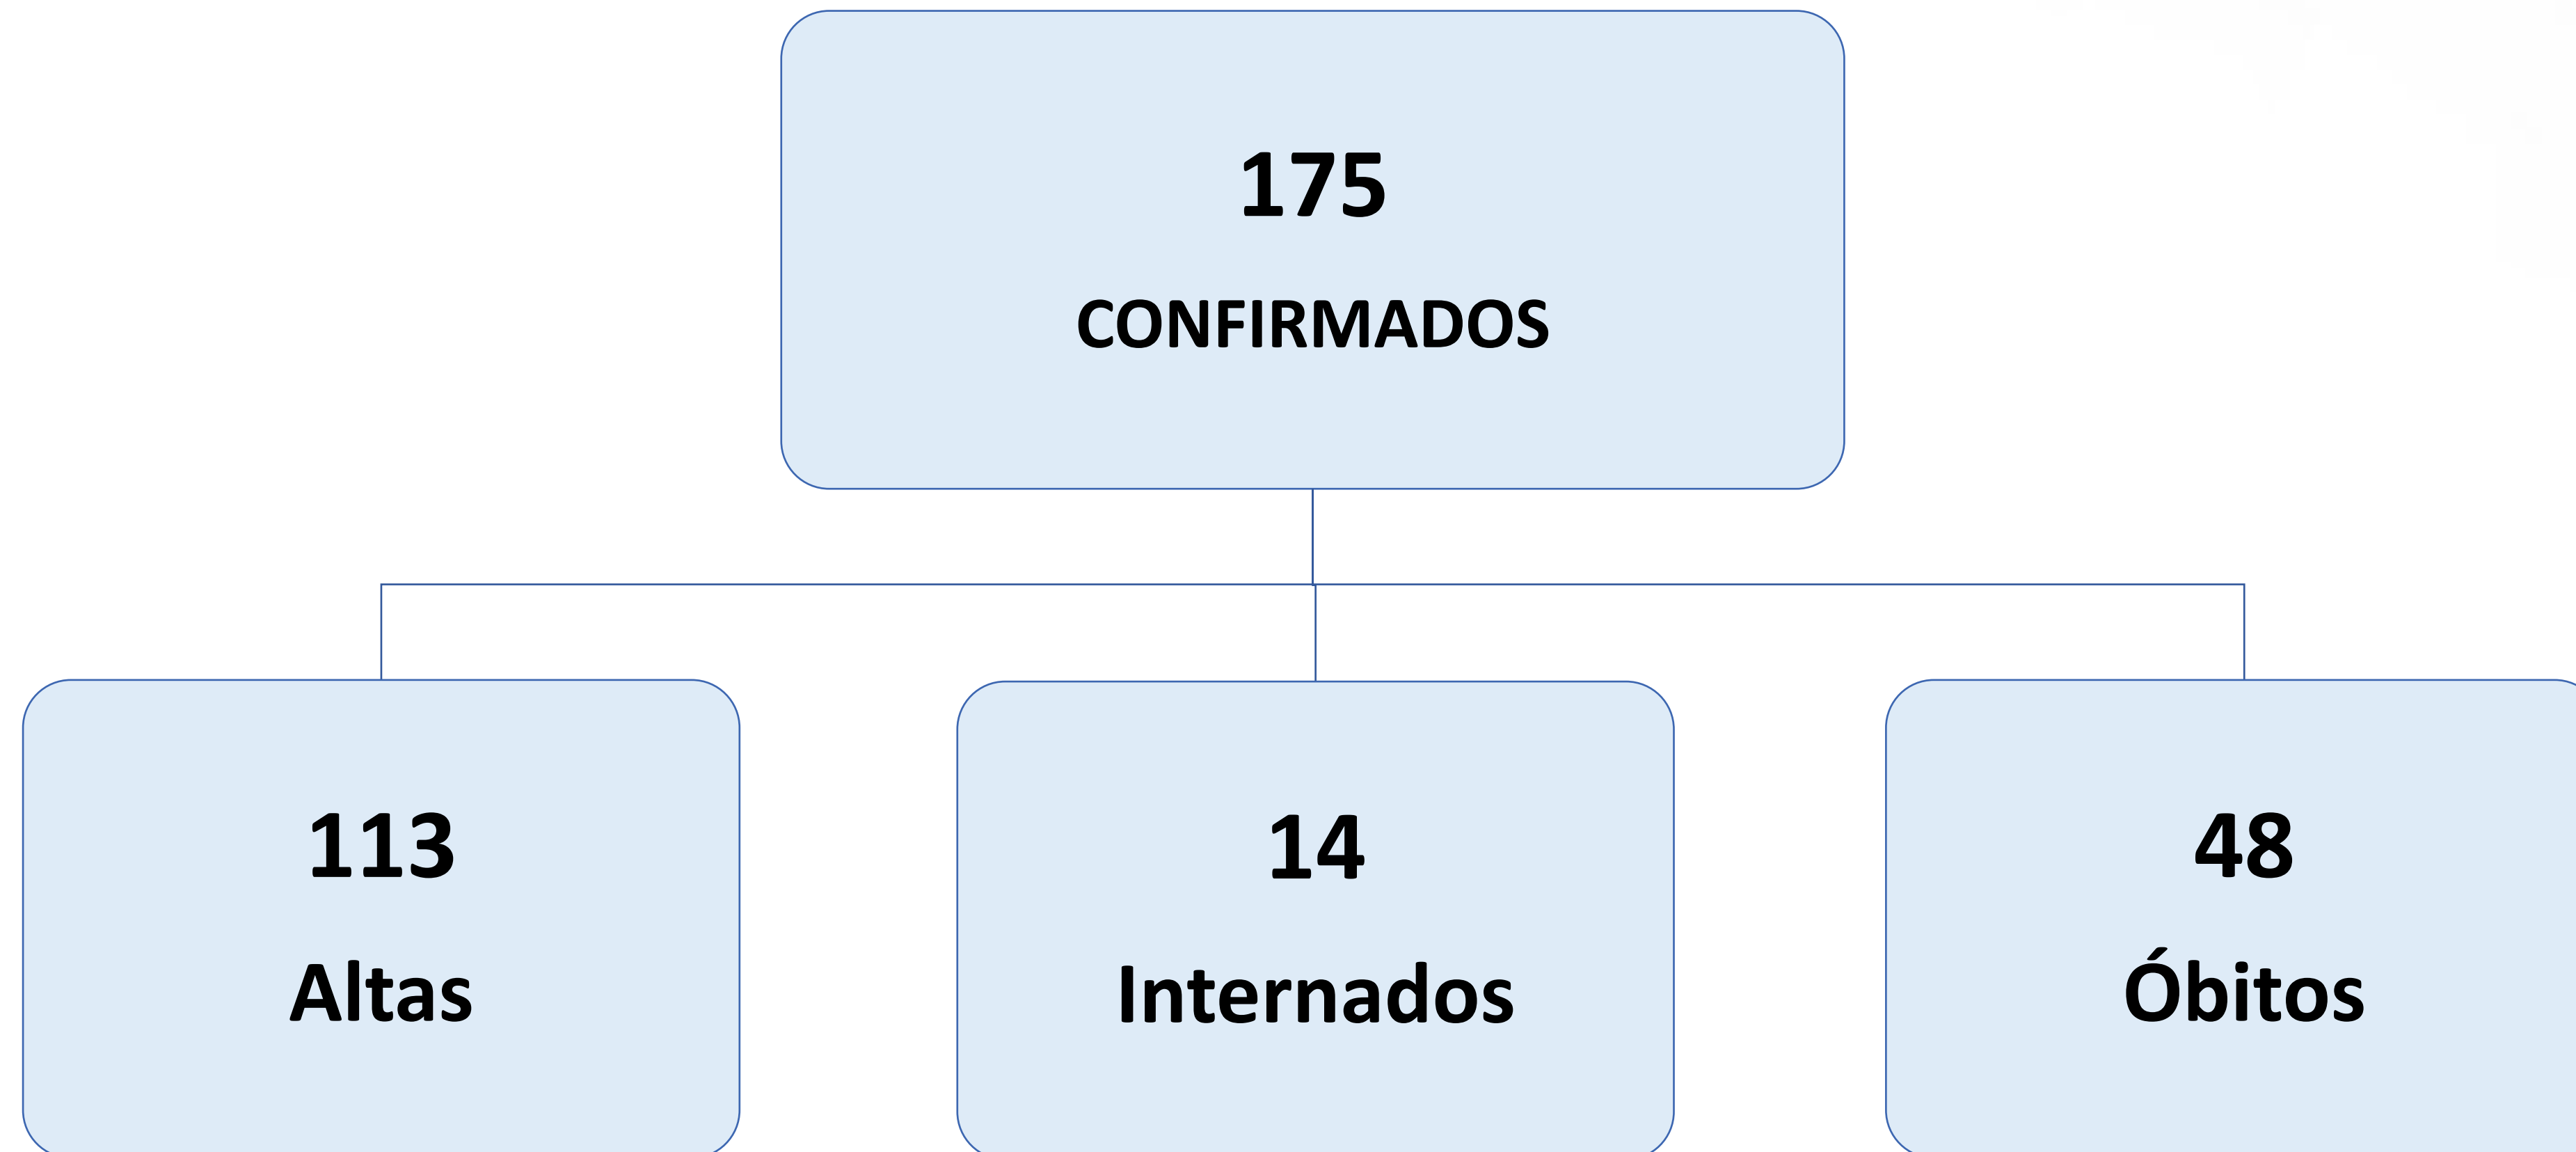 175
CONFIRMADOS
113
Altas
14
Internados
48
Óbitos